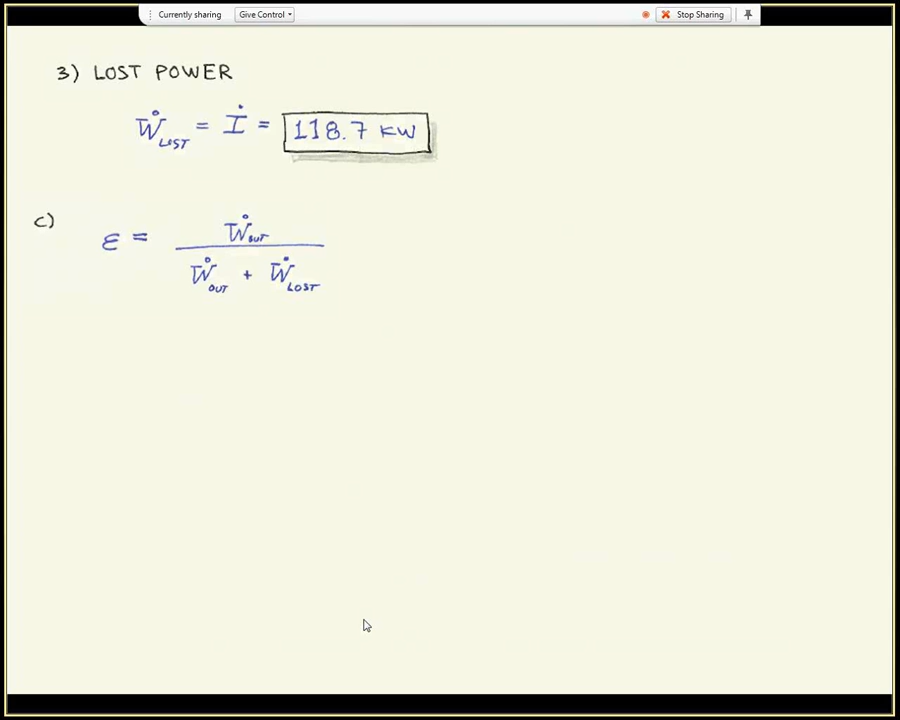 Currently sharing Give Control Stop Sharing
3) LOST POWER
Ẇ_LOST = İ = 118.7 KW
c) ε = Ẇ_OUT / (Ẇ_OUT + Ẇ_LOST)